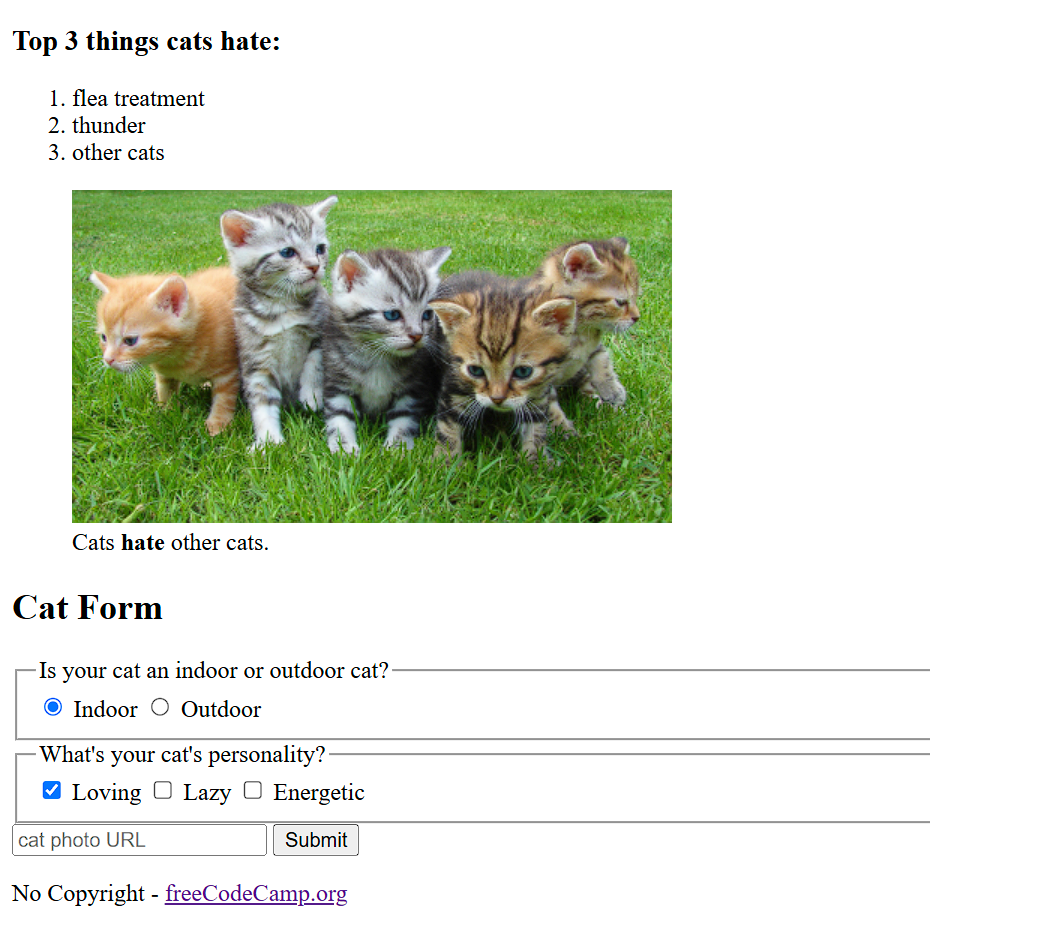 Top 3 things cats hate:
1. flea treatment
2. thunder
3. other cats
Cats hate other cats.
Cat Form
Is your cat an indoor or outdoor cat?
Indoor Outdoor
What's your cat's personality?
Loving Lazy Energetic
cat photo URL Submit
No Copyright - freeCodeCamp.org